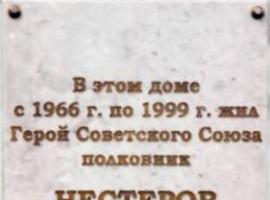 В этом доме
с 1966 г. по 1999 г. жил
Герой Советского Союза
полковник
НЕСТЕРОВ